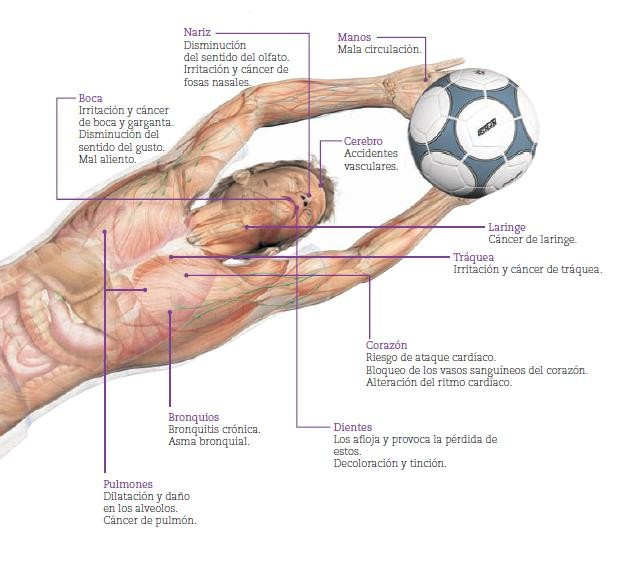 Nariz
Disminución
del sentido del olfato.
Irritación y cáncer de
fosas nasales.
Manos
Mala circulación.
Boca
Irritación y cáncer
de boca y garganta.
Disminución del
sentido del gusto.
Mal aliento.
Cerebro
Accidentes
vasculares.
Laringe
Cáncer de laringe.
Tráquea
Irritación y cáncer de tráquea.
Corazón
Riesgo de ataque cardíaco.
Bloqueo de los vasos sanguíneos del corazón.
Alteración del ritmo cardíaco.
Bronquios
Bronquitis crónica.
Asma bronquial.
Dientes
Los afloja y provoca la pérdida de
estos.
Decoloración y tinción.
Pulmones
Dilatación y daño
en los alveolos.
Cáncer de pulmón.